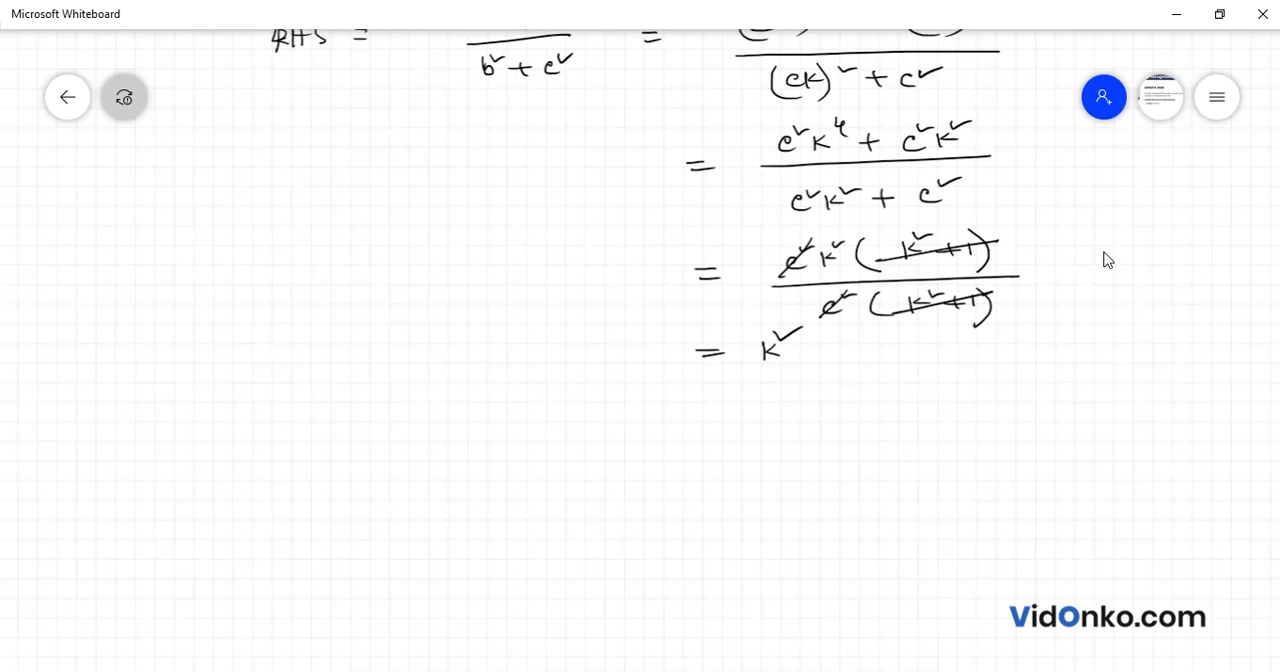 Microsoft Whiteboard
RHS =
b² + c² =
(ck)² + c²
= c²k⁴ + c²k²
c²k² + c²
= c²k² (k²+1)
c² (k²+1)
= k²
VidOnko.com